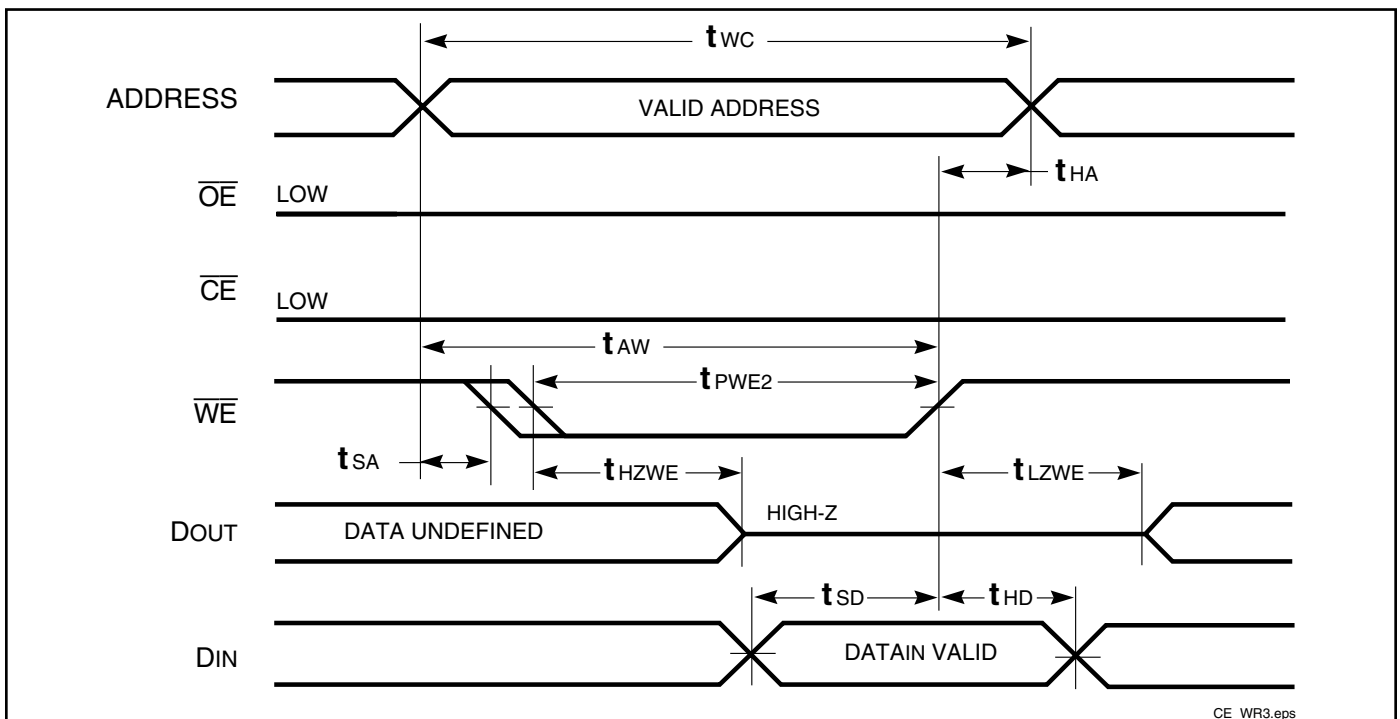 tWC
ADDRESS
VALID ADDRESS
tHA
OE LOW
CE LOW
tAW
WE
tPWE2
tSA
tHZWE
tLZWE
DOUT
DATA UNDEFINED
HIGH-Z
tSD
tHD
DIN
DATAIN VALID
CE_WR3.eps